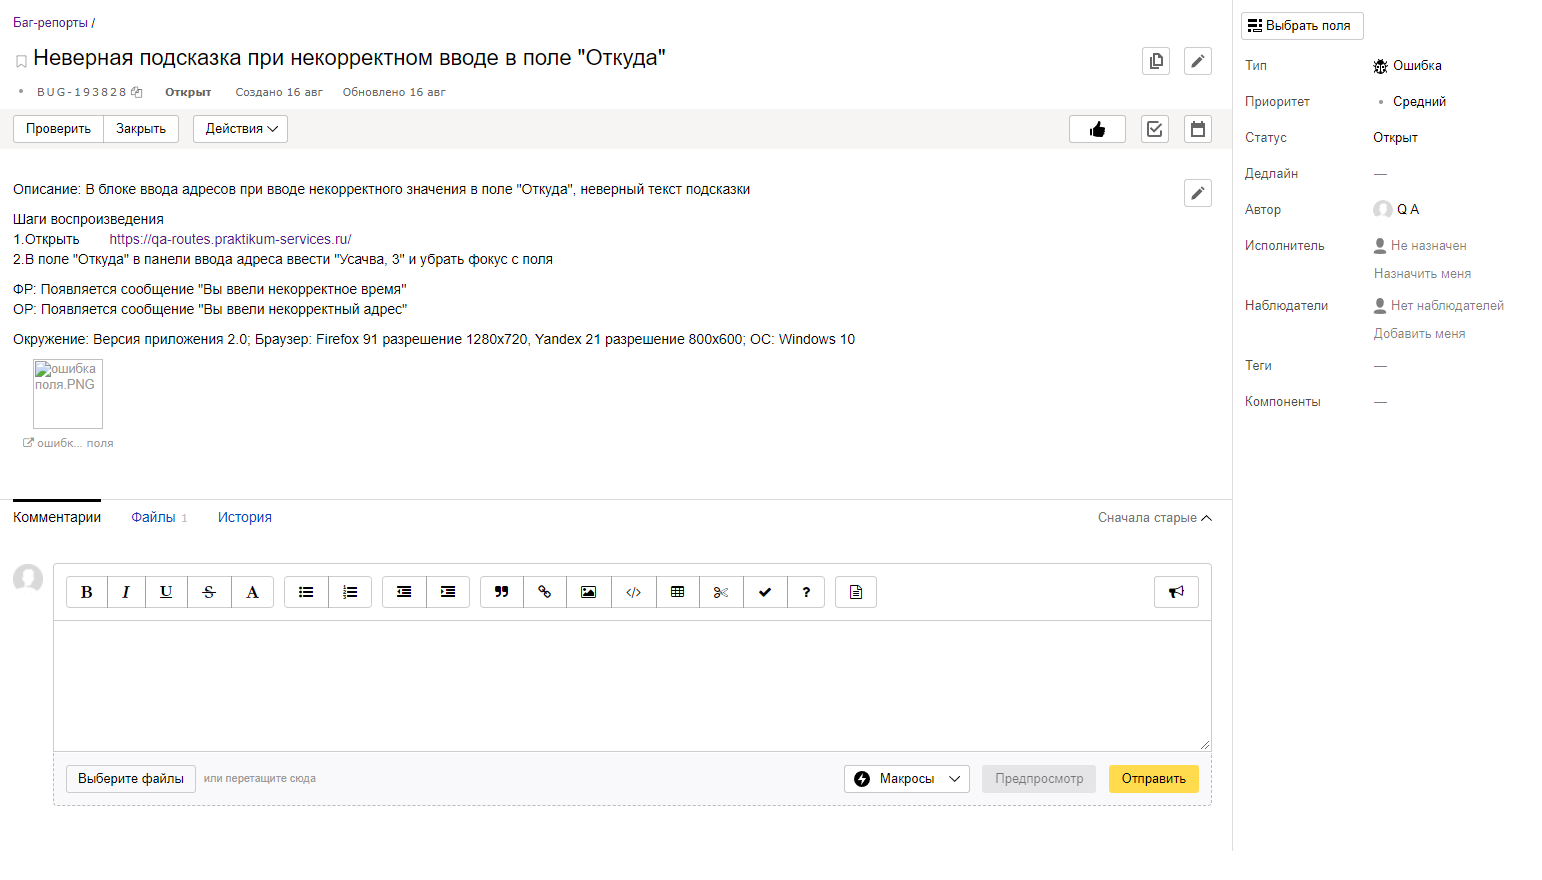 Баг-репорты /
Неверная подсказка при некорректном вводе в поле "Откуда"
BUG-193828 Открыт Создано 16 авг Обновлено 16 авг
Проверить Закрыть Действия
Описание: В блоке ввода адресов при вводе некорректного значения в поле "Откуда", неверный текст подсказки
Шаги воспроизведения
1.Открыть https://qa-routes.praktikum-services.ru/
2.В поле "Откуда" в панели ввода адреса ввести "Усачва, 3" и убрать фокус с поля
ФР: Появляется сообщение "Вы ввели некорректное время"
ОР: Появляется сообщение "Вы ввели некорректный адрес"
Окружение: Версия приложения 2.0; Браузер: Firefox 91 разрешение 1280x720, Yandex 21 разрешение 800x600; ОС: Windows 10
ошибка
поля.PNG
ошибк... поля
Комментарии Файлы 1 История Сначала старые
B I U S A ?
Выберите файлы или перетащите сюда Макросы Предпросмотр Отправить
Выбрать поля
Тип Ошибка
Приоритет Средний
Статус Открыт
Дедлайн —
Автор Q A
Исполнитель Не назначен
Назначить меня
Наблюдатели Нет наблюдателей
Добавить меня
Теги —
Компоненты —